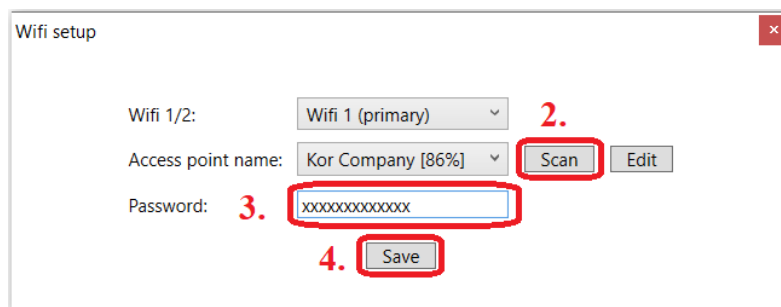 Wifi setup
x
Wifi 1/2: Wifi 1 (primary)
2.
Access point name: Kor Company [86%] Scan Edit
Password: 3. xxxxxxxxxxxxx
4. Save